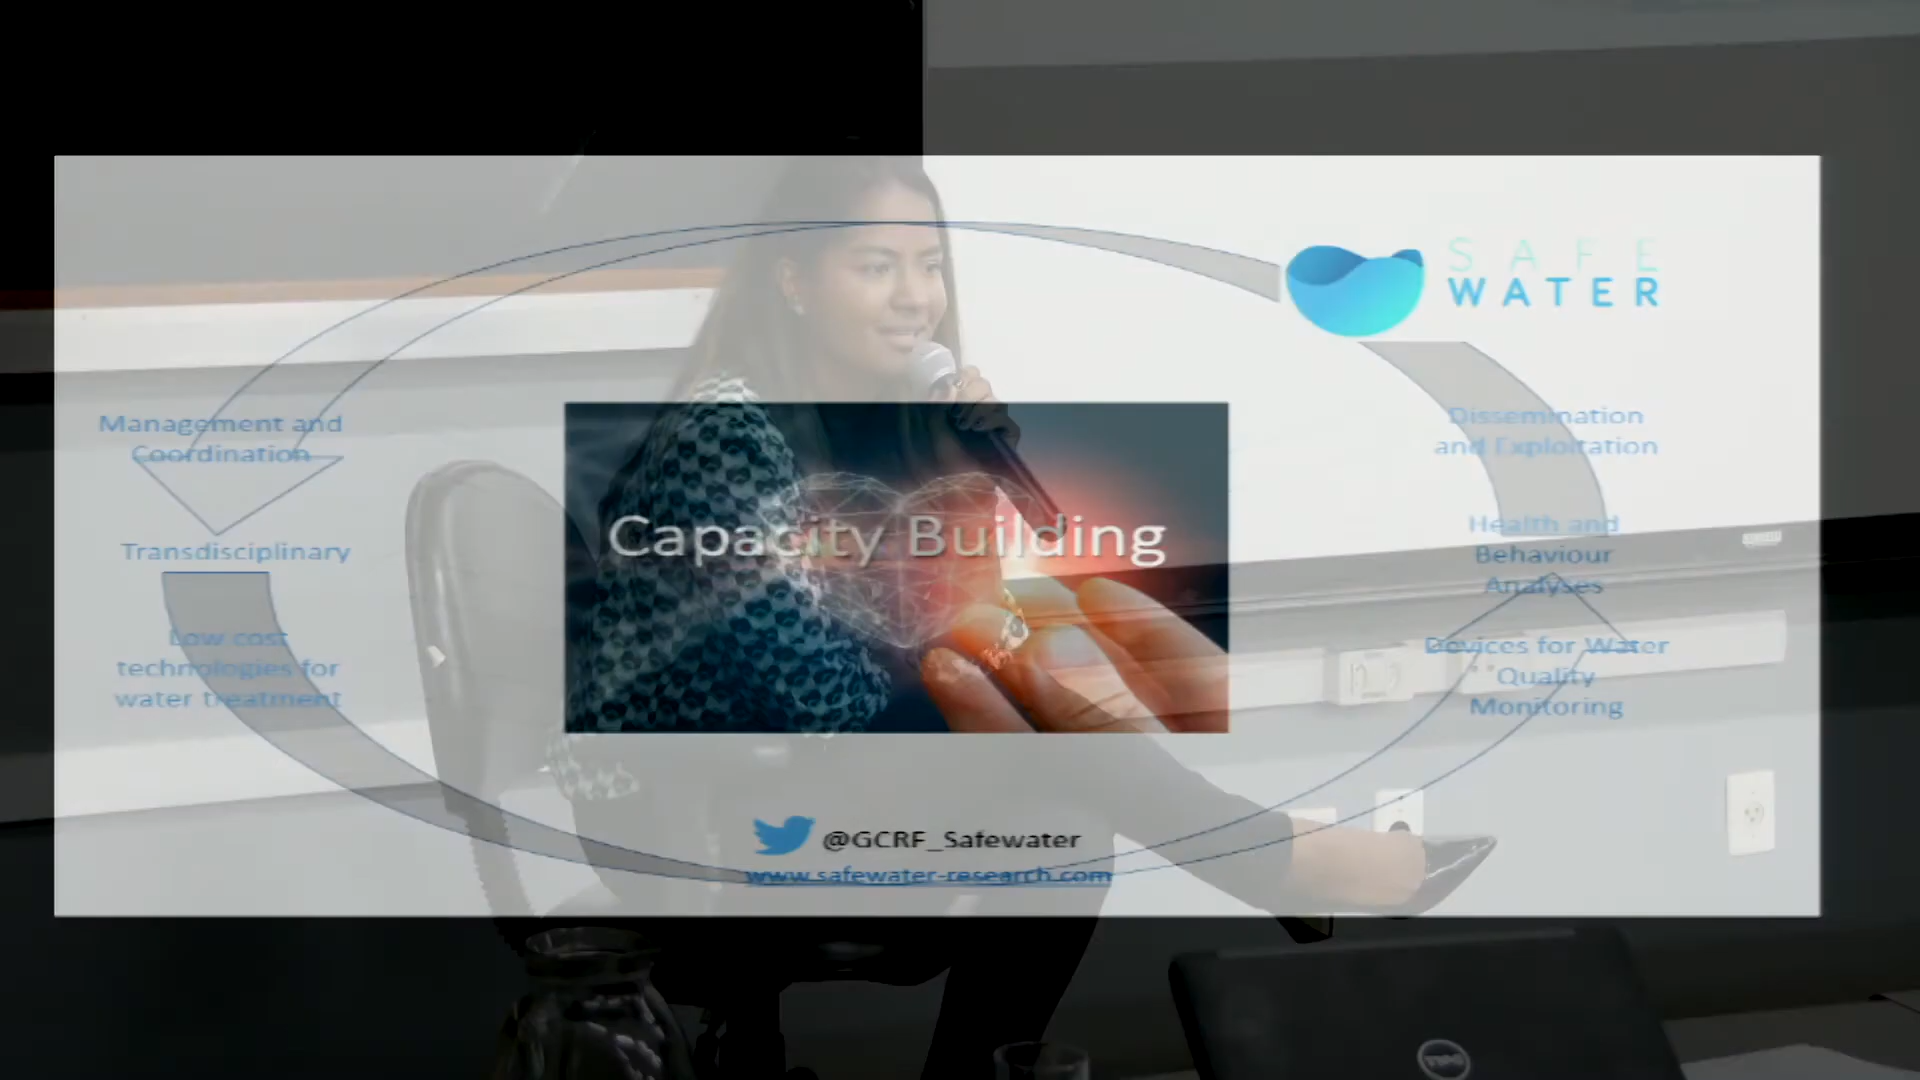 SAFE
WATER
Management and
Coordination
Dissemination
and Exploitation
Capacity Building
Transdisciplinary
Health and
Behaviour
Analyses
Low cost
technologies for
water treatment
Devices for Water
Quality
Monitoring
@GCRF_Safewater
www.safewater-research.com
DELL